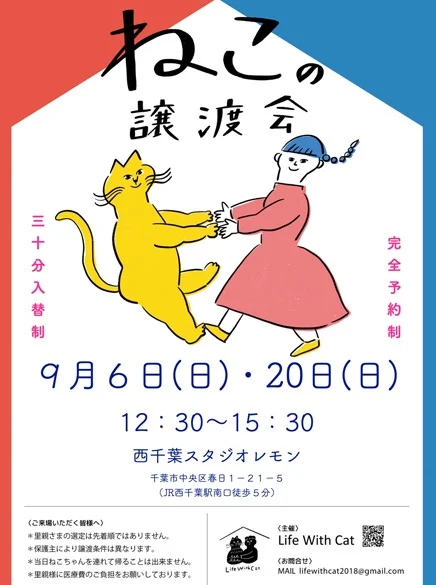 ねこの
譲渡会
三十分入替制
完全予約制
9月6日(日)・20日(日)
12：30〜15：30
西千葉スタジオレモン
千葉市中央区春日１−２１−５
（JR西千葉駅南口徒歩５分）
〈ご来場いただく皆様へ〉
＊里親さまの選定は先着順ではありません。
＊保護主により譲渡条件は異なります。
＊当日ねこちゃんを連れて帰ることは出来ません。
＊里親様に医療費のご負担をお願いしております。
Life With Cat
〈主催〉
Life With Cat
〈お問合せ〉
MAIL lifewithcat2018@gmail.com